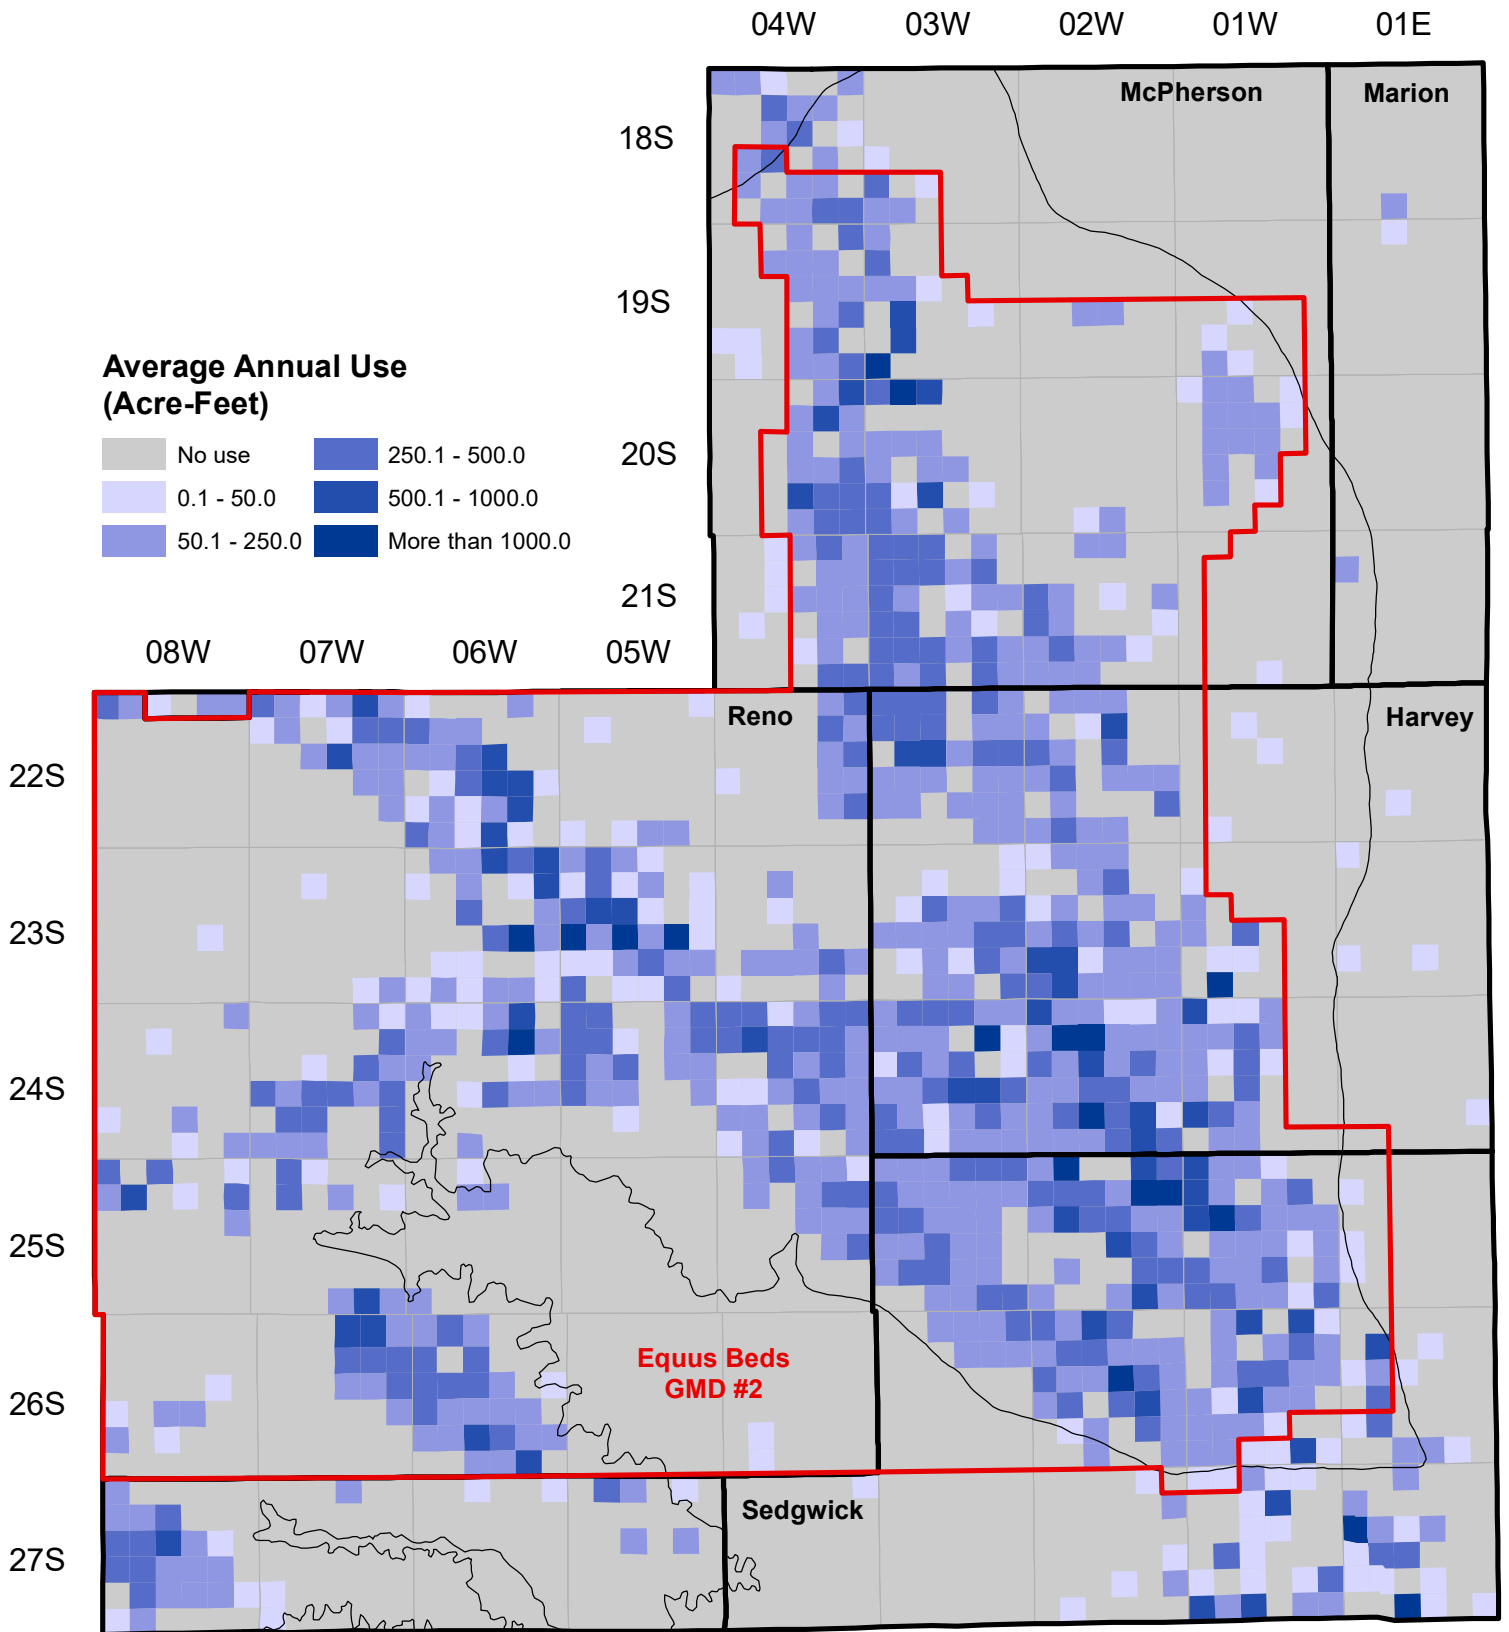 04W 03W 02W 01W 01E
McPherson Marion
18S
19S
Average Annual Use
(Acre-Feet)
No use 250.1 - 500.0
0.1 - 50.0 500.1 - 1000.0
50.1 - 250.0 More than 1000.0
20S
21S
08W 07W 06W 05W
Reno Harvey
22S
23S
24S
25S
Equus Beds
GMD #2
26S
Sedgwick
27S